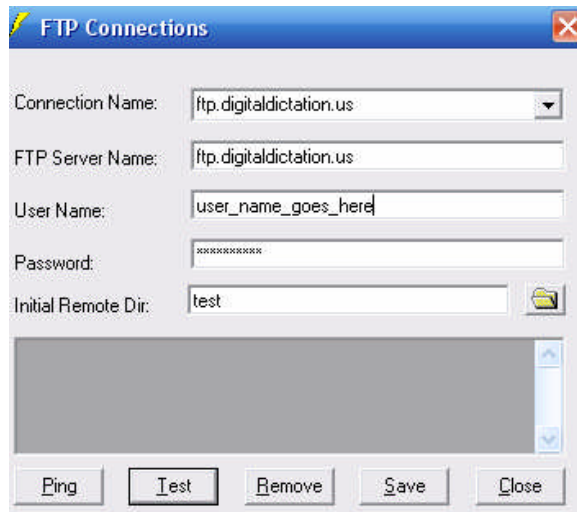 FTP Connections
Connection Name: ftp.digitaldictation.us
FTP Server Name: ftp.digitaldictation.us
User Name: user_name_goes_here
Password: **********
Initial Remote Dir: test
Ping Test Remove Save Close